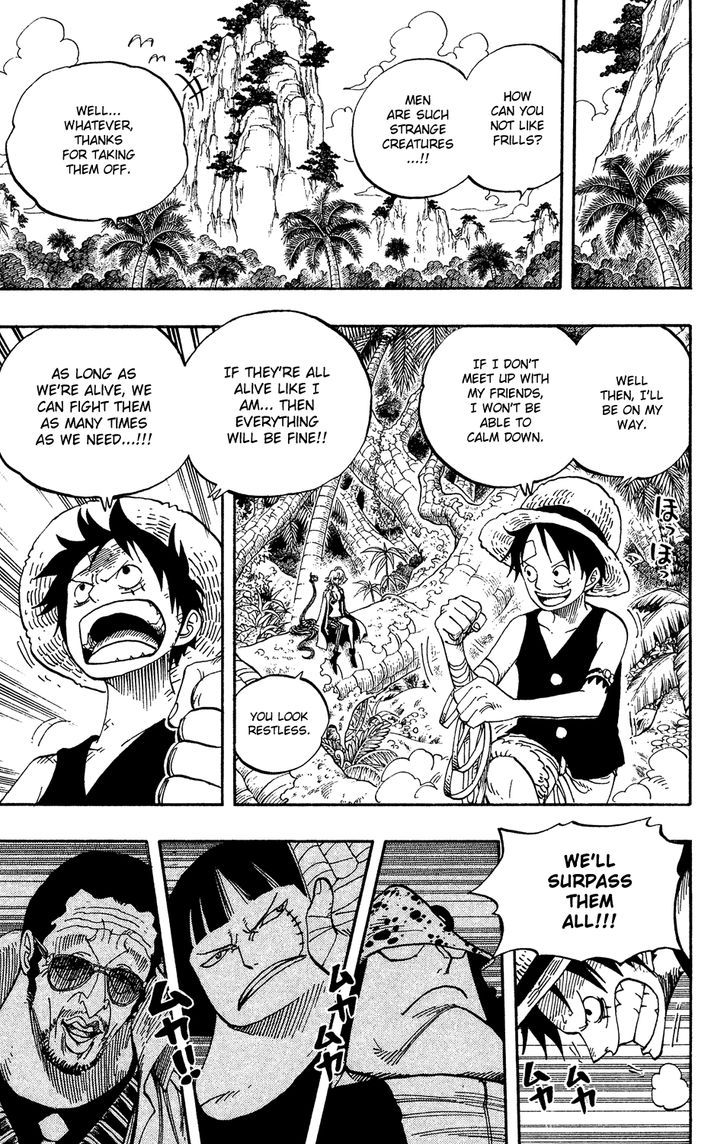 HOW
CAN YOU
NOT LIKE
FRILLS?
MEN
ARE SUCH
STRANGE
CREATURES
...!!
WELL...
WHATEVER,
THANKS
FOR TAKING
THEM OFF.
WELL
THEN, I'LL
BE ON MY
WAY.
IF I DON'T
MEET UP WITH
MY FRIENDS,
I WON'T BE
ABLE TO
CALM DOWN.
ほっほっ
YOU LOOK
RESTLESS.
IF THEY'RE ALL
ALIVE LIKE I
AM... THEN
EVERYTHING
WILL BE FINE!!
AS LONG AS
WE'RE ALIVE, WE
CAN FIGHT THEM
AS MANY TIMES
AS WE NEED...!!!
WE'LL
SURPASS
THEM
ALL!!!
ムカ
ムカ
ムカ
ムカ!!